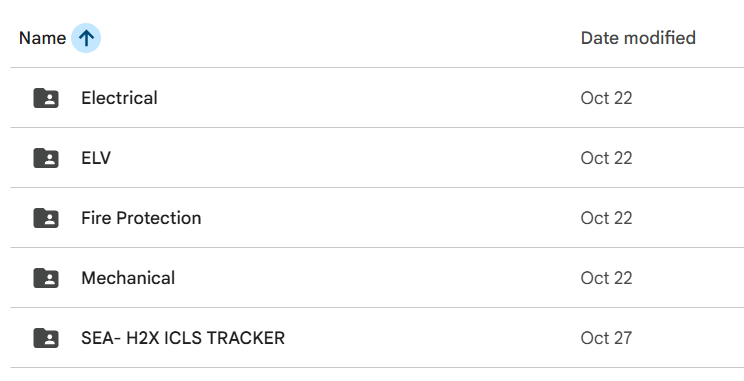 Name Date modified
Electrical Oct 22
ELV Oct 22
Fire Protection Oct 22
Mechanical Oct 22
SEA- H2X ICLS TRACKER Oct 27